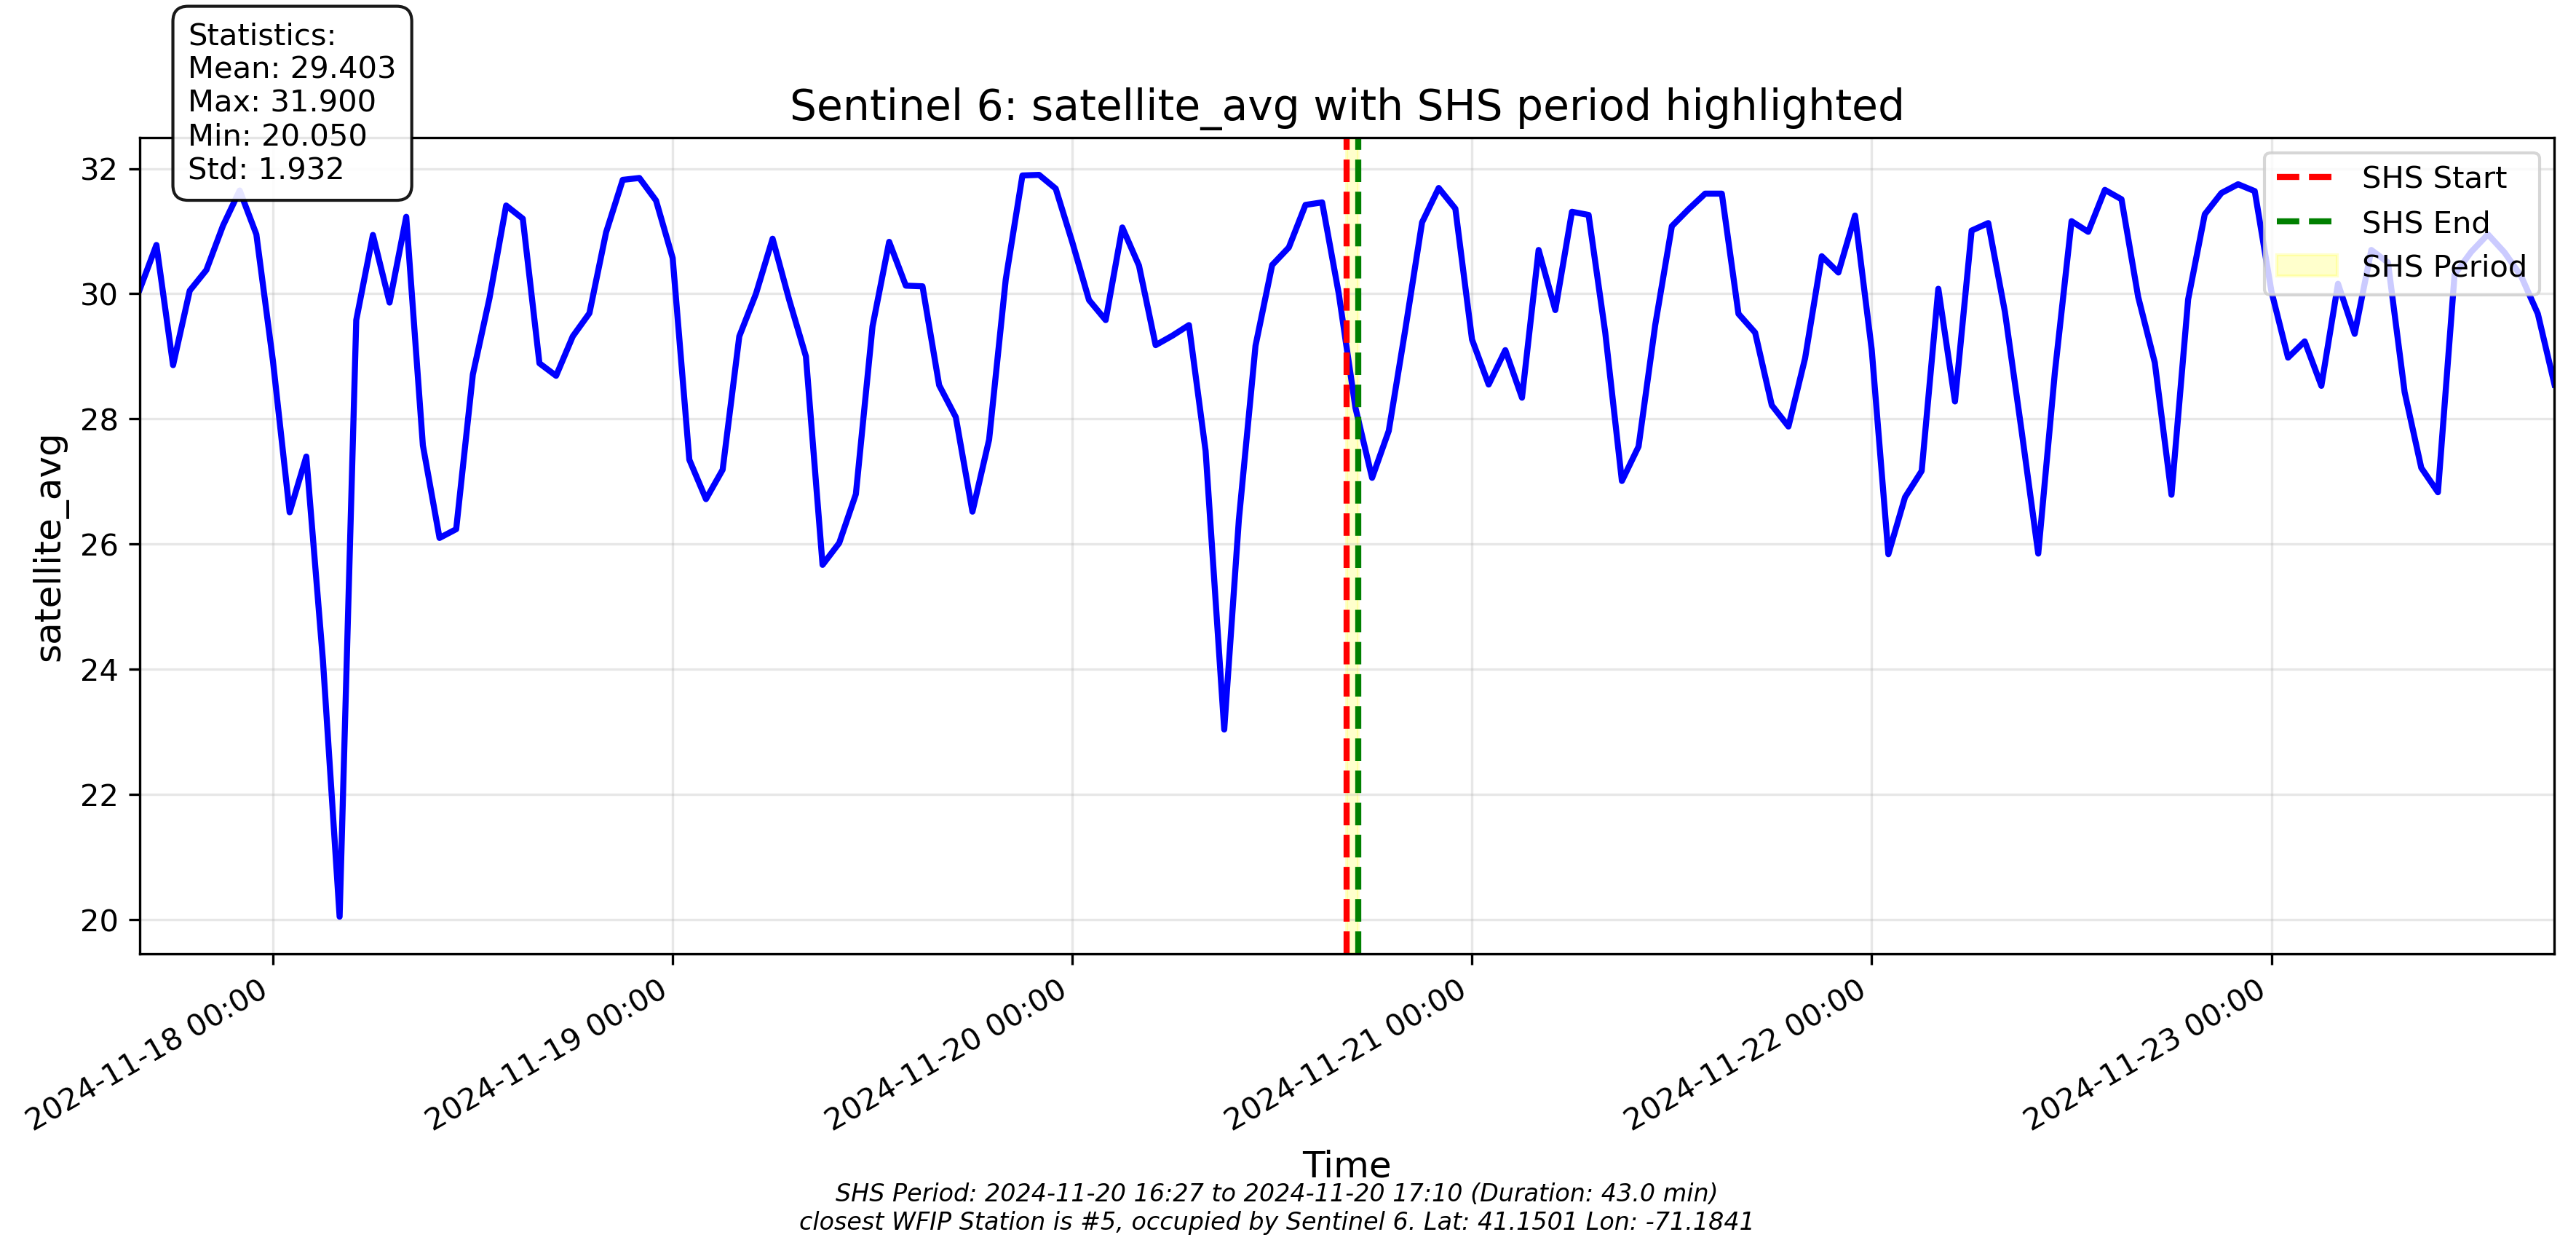 Statistics:
Mean: 29.403
Max: 31.900
Min: 20.050
Std: 1.932
Sentinel 6: satellite_avg with SHS period highlighted
SHS Start
SHS End
SHS Period
satellite_avg
32
30
28
26
24
22
20
2024-11-18 00:00
2024-11-19 00:00
2024-11-20 00:00
2024-11-21 00:00
2024-11-22 00:00
2024-11-23 00:00
Time
SHS Period: 2024-11-20 16:27 to 2024-11-20 17:10 (Duration: 43.0 min)
closest WFIP Station is #5, occupied by Sentinel 6. Lat: 41.1501 Lon: -71.1841